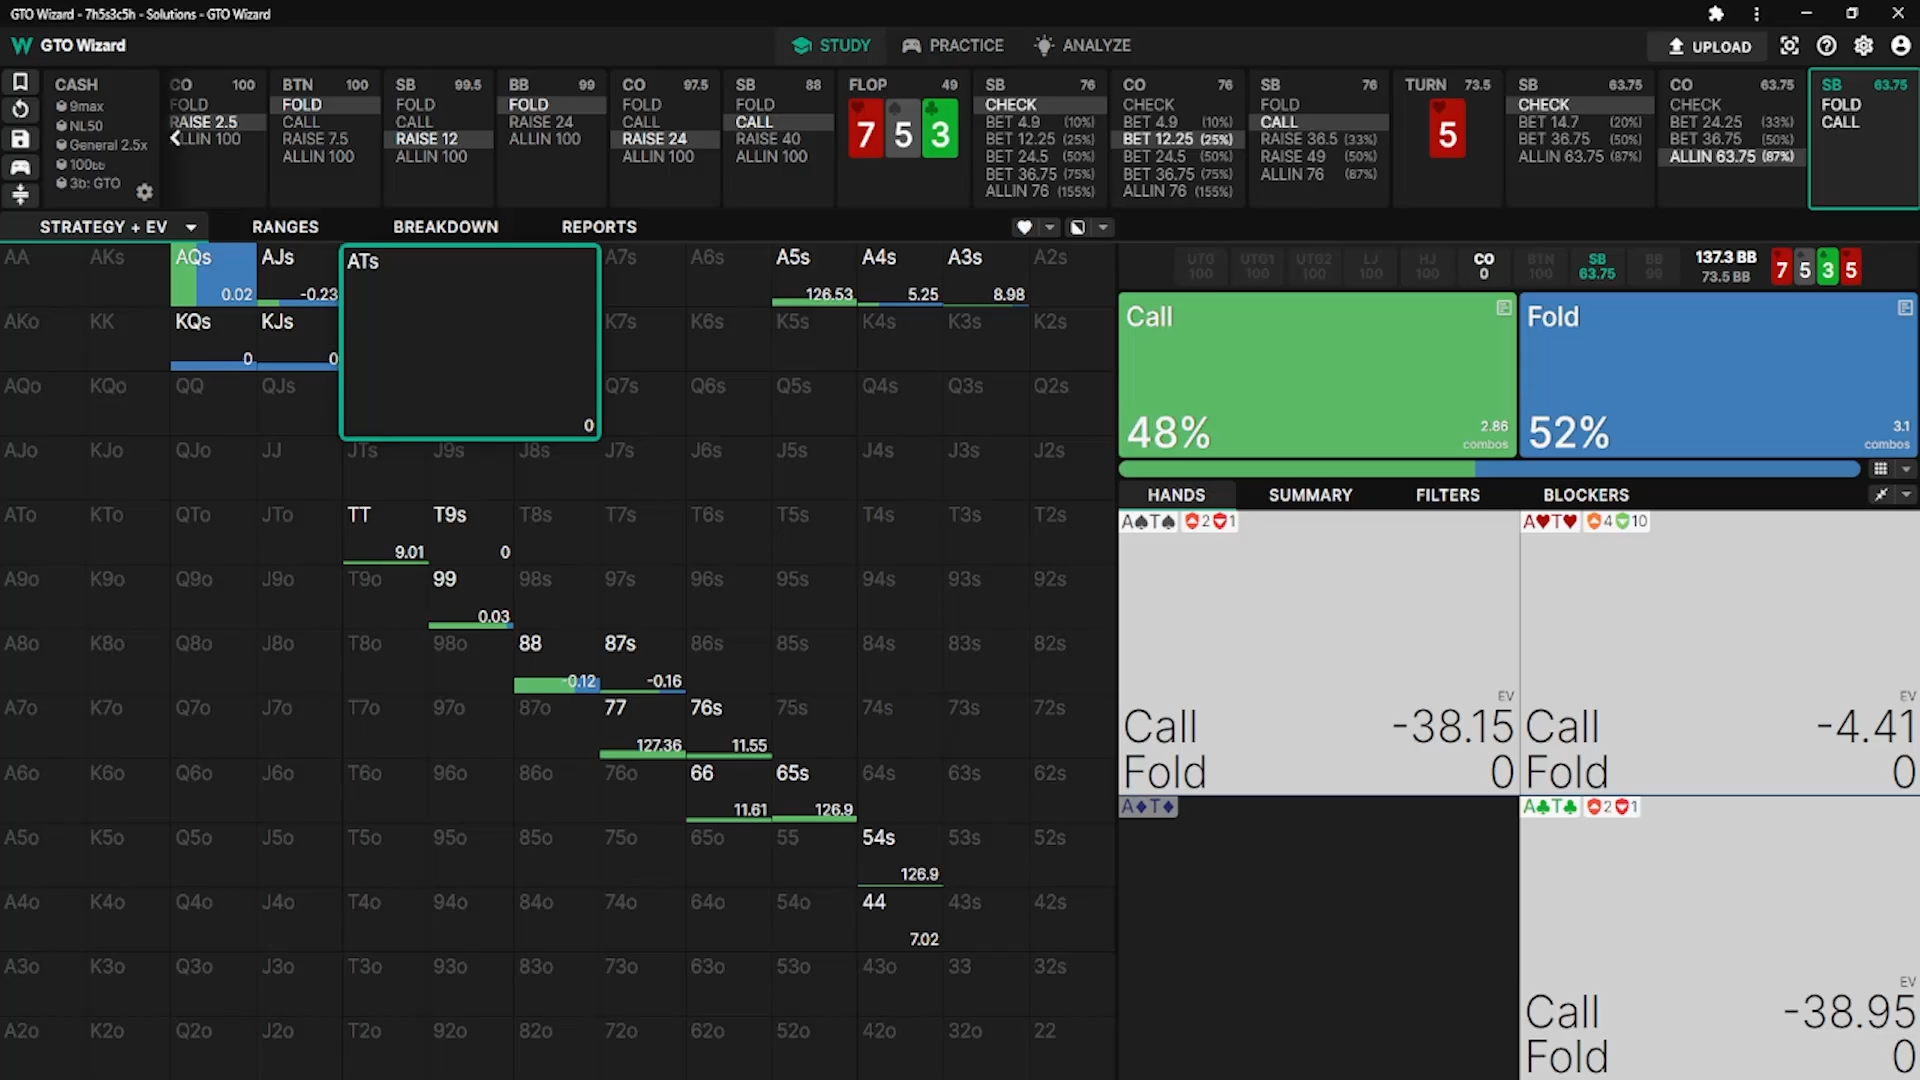 GTO Wizard - 7h5s3c5h - Solutions - GTO Wizard
GTO Wizard
STUDY
PRACTICE
ANALYZE
UPLOAD
CASH
9max
NL50
General 2.5x
100bb
3b: GTO
CO 100
FOLD
RAISE 2.5
ALLIN 100
BTN 100
FOLD
CALL
RAISE 7.5
ALLIN 100
SB 99.5
FOLD
CALL
RAISE 12
ALLIN 100
BB 99
FOLD
RAISE 24
ALLIN 100
CO 97.5
FOLD
CALL
RAISE 24
ALLIN 100
SB 88
FOLD
CALL
RAISE 40
ALLIN 100
FLOP 49
7 5 3
SB 76
CHECK
BET 4.9 (10%)
BET 12.25 (25%)
BET 24.5 (50%)
BET 36.75 (75%)
ALLIN 76 (155%)
CO 76
CHECK
BET 4.9 (10%)
BET 12.25 (25%)
BET 24.5 (50%)
BET 36.75 (75%)
ALLIN 76 (155%)
SB 76
FOLD
CALL
RAISE 36.5 (33%)
RAISE 49 (50%)
ALLIN 76 (87%)
TURN 73.5
5
SB 63.75
CHECK
BET 14.7 (20%)
BET 36.75 (50%)
ALLIN 63.75 (87%)
CO 63.75
CHECK
BET 24.25 (33%)
BET 36.75 (50%)
ALLIN 63.75 (87%)
SB 63.75
FOLD
CALL
STRATEGY + EV
RANGES
BREAKDOWN
REPORTS
AA AKs AQs 0.02 AJs -0.23 ATs 0 A7s A6s A5s 126.53 A4s 5.25 A3s 8.98 A2s
AKo KK KQs 0 KJs 0 K7s K6s K5s K4s K3s K2s
AQo KQo QQ QJs Q7s Q6s Q5s Q4s Q3s Q2s
AJo KJo QJo JJ JTs J9s J8s J7s J6s J5s J4s J3s J2s
ATo KTo QTo JTo TT 9.01 T9s 0 T8s T7s T6s T5s T4s T3s T2s
A9o K9o Q9o J9o T9o 99 0.03 98s 97s 96s 95s 94s 93s 92s
A8o K8o Q8o J8o T8o 98o 88 -0.12 87s -0.16 86s 85s 84s 83s 82s
A7o K7o Q7o J7o T7o 97o 87o 77 127.36 76s 11.55 75s 74s 73s 72s
A6o K6o Q6o J6o T6o 96o 86o 76o 66 11.61 65s 126.9 64s 63s 62s
A5o K5o Q5o J5o T5o 95o 85o 75o 65o 55 54s 126.9 53s 52s
A4o K4o Q4o J4o T4o 94o 84o 74o 64o 54o 44 7.02 43s 42s
A3o K3o Q3o J3o T3o 93o 83o 73o 63o 53o 43o 33 32s
A2o K2o Q2o J2o T2o 92o 82o 72o 62o 52o 42o 32o 22
UTG 100
UTG1 100
UTG2 100
LJ 100
HJ 100
CO 0
BTN 100
SB 63.75
BB 99
137.3 BB
73.5 BB
7 5 3 5
Call
48%
2.86
combos
Fold
52%
3.1
combos
HANDS
SUMMARY
FILTERS
BLOCKERS
A♠T♠ 2 1
EV
Call -38.15
Fold 0
A♥T♥ 4 10
EV
Call -4.41
Fold 0
A♦T♦
A♣T♣ 2 1
EV
Call -38.95
Fold 0